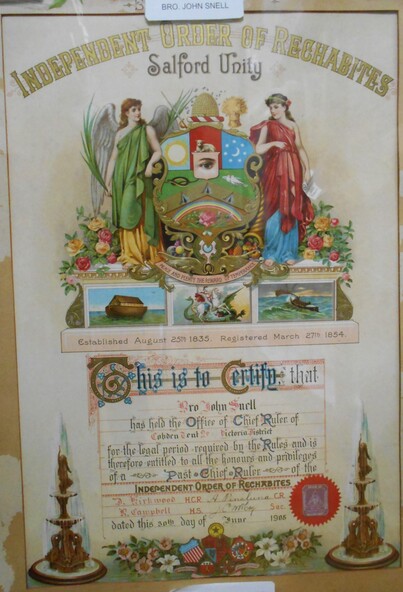 BRO. JOHN SNELL
INDEPENDENT ORDER OF RECHABITES
Salford Unity
Established August 25th 1835. Registered March 27th 1854.
This is to Certify, that
Bro John Snell
has held the Office of Chief Ruler of
Cobden Tent Victoria District
for the legal period required by the Rules and is
therefore entitled to all the honours and privileges
of a Past Chief Ruler of the
INDEPENDENT ORDER OF RECHABITES
Kirkwood H.C.R. C.R.
R. Campbell H.S. Sec.
dated this 20th day of June 1906